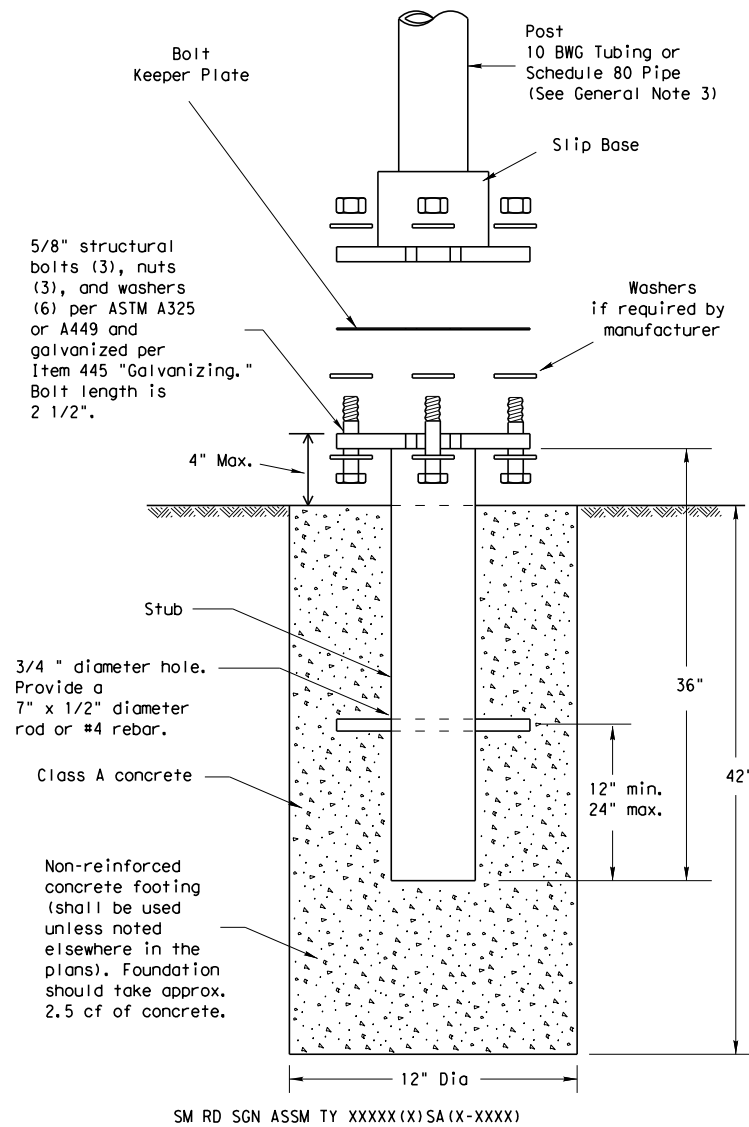 Bolt
Keeper Plate
Post
10 BWG Tubing or
Schedule 80 Pipe
(See General Note 3)
Slip Base
5/8" structural
bolts (3), nuts
(3), and washers
(6) per ASTM A325
or A449 and
galvanized per
Item 445 "Galvanizing."
Bolt length is
2 1/2".
Washers
if required by
manufacturer
4" Max.
Stub
3/4 " diameter hole.
Provide a
7" x 1/2" diameter
rod or #4 rebar.
36"
Class A concrete
12" min.
24" max.
42"
Non-reinforced
concrete footing
(shall be used
unless noted
elsewhere in the
plans). Foundation
should take approx.
2.5 cf of concrete.
12" Dia
SM RD SGN ASSM TY XXXXX(X)SA(X-XXXX)